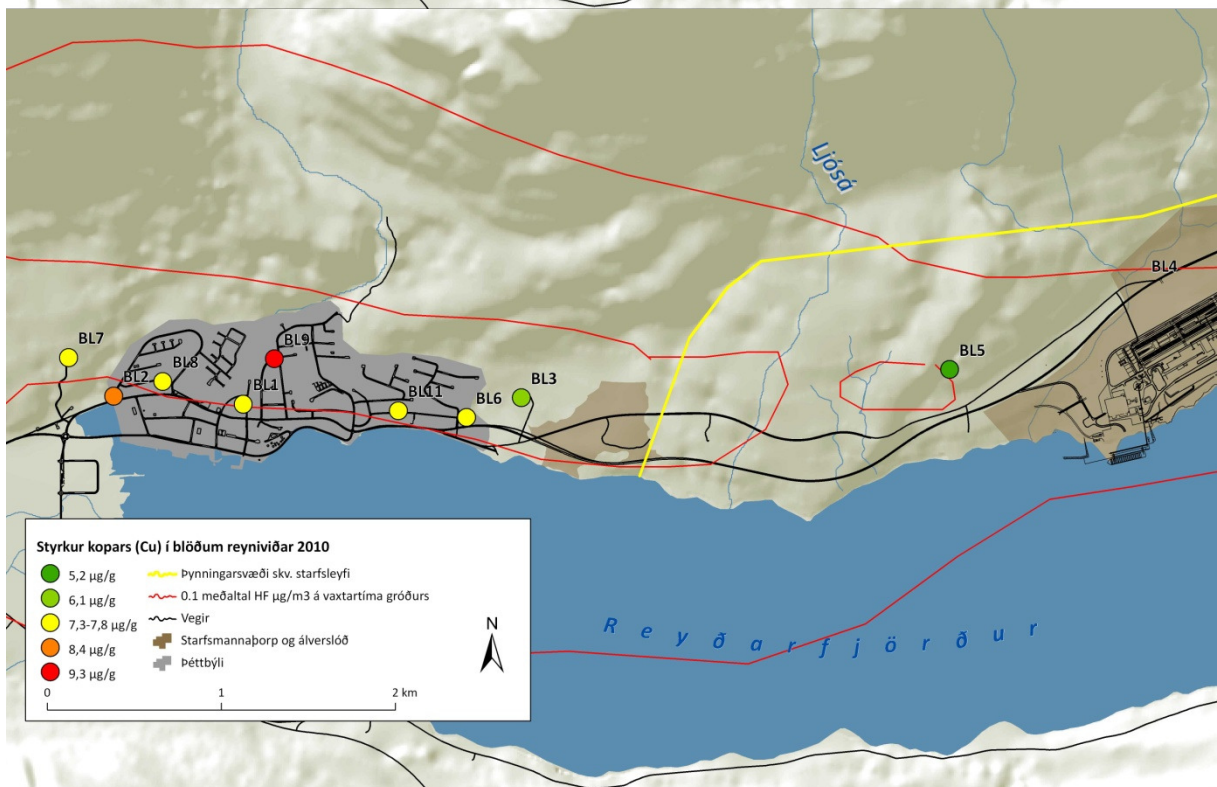 Ljósá
BL4
BL7
BL9
BL5
BL8
BL3
BL2
BL1
BL11
BL6
Styrkur kopars (Cu) í blöðum reyniviðar 2010
5,2 µg/g
6,1 µg/g
7,3-7,8 µg/g
8,4 µg/g
9,3 µg/g
Þynningarsvæði skv. starfsleyfi
0.1 meðaltal HF µg/m3 á vaxtartíma gróðurs
Vegir
Starfsmannaþorp og álverslóð
Þéttbýli
N
0 1 2 km
Reyðarfjörður